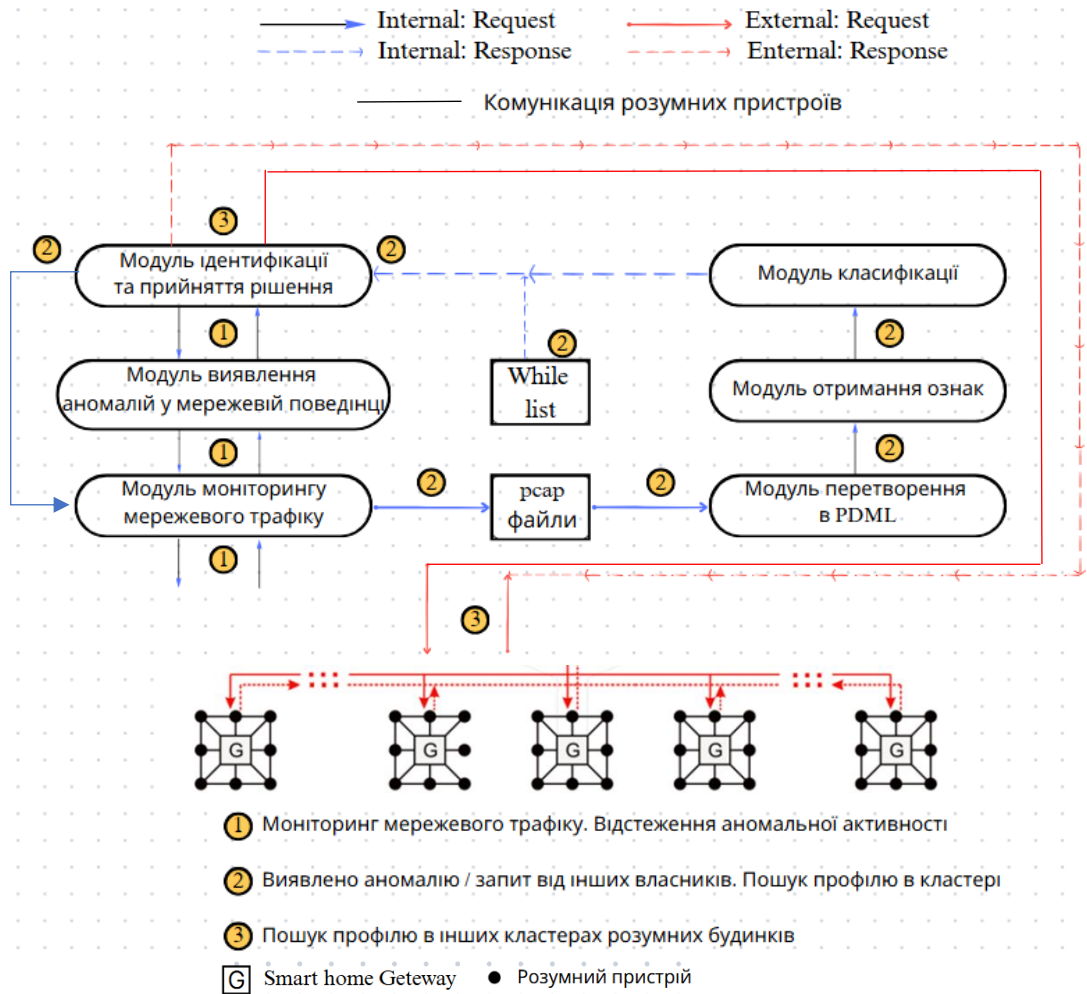 Internal: Request
External: Request
Internal: Response
Enternal: Response
Комунікація розумних пристроїв
3
2
2
Модуль ідентифікації
та прийняття рішення
Модуль класифікації
1
2
2
Модуль виявлення
аномалій у мережевій поведінці
While
list
Модуль отримання ознак
1
2
2
2
Модуль моніторингу
мережевого трафіку
pcap
файли
Модуль перетворення
в PDML
1
3
G
G
G
G
G
1 Моніторинг мережевого трафіку. Відстеження аномальної активності
2 Виявлено аномалію / запит від інших власників. Пошук профілю в кластері
3 Пошук профілю в інших кластерах розумних будинків
G Smart home Geteway
Розумний пристрій